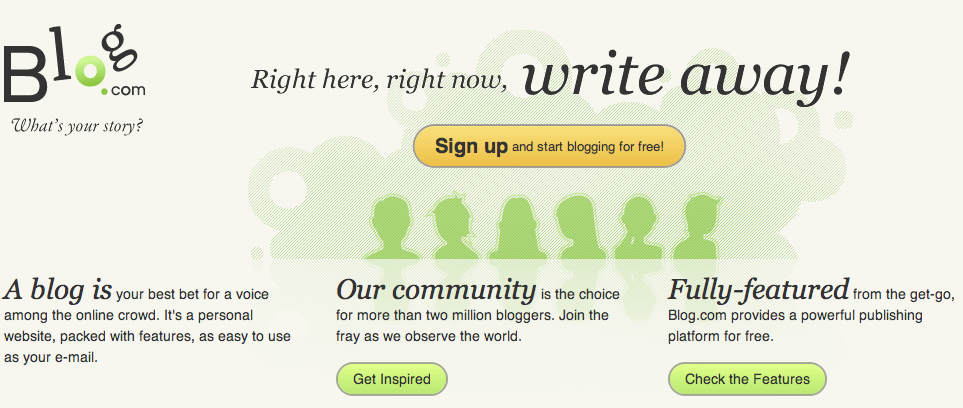 Blog.com
What's your story?
Right here, right now, write away!
Sign up and start blogging for free!
A blog is your best bet for a voice
among the online crowd. It's a personal
website, packed with features, as easy to use
as your e-mail.
Our community is the choice
for more than two million bloggers. Join the
fray as we observe the world.
Get Inspired
Fully-featured from the get-go,
Blog.com provides a powerful publishing
platform for free.
Check the Features